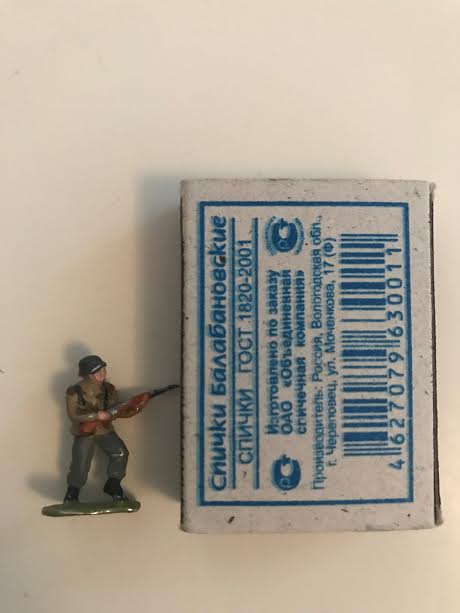 Спички Балабановские
СПИЧКИ ГОСТ 1820-2001
Изготовлено по заказу
ОАО «Объединенная
спичечная компания»
Производитель: Россия, Вологодская обл.,
г. Череповец, ул. Моченкова, 17 (Ф)
4 627079 630011